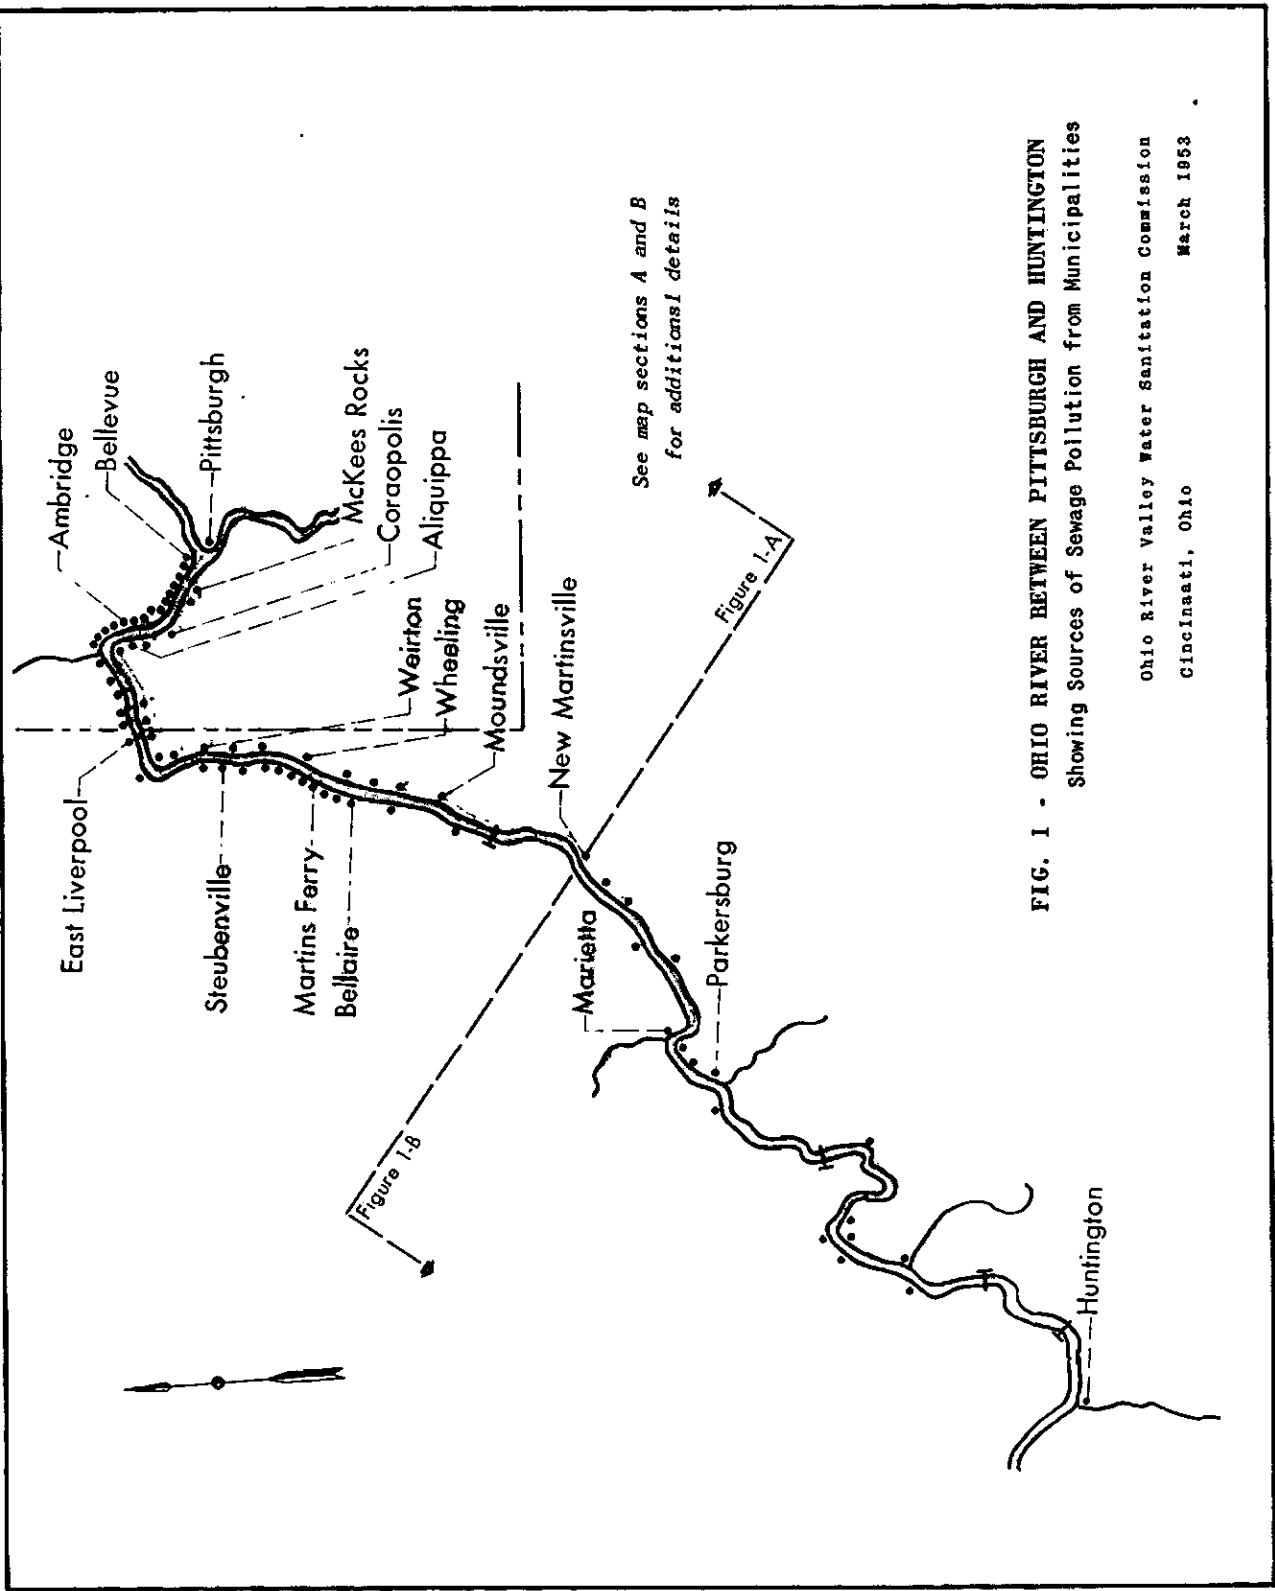 Ambridge
Bellevue
Pittsburgh
McKees Rocks
Coraopolis
Aliquippa
East Liverpool
Weirton
Wheeling
Steubenville
Moundsville
Martins Ferry
Bellaire
New Martinsville
See map sections A and B
for additional details
Figure 1-A
Figure 1-B
Marietta
Parkersburg
Huntington
FIG. 1 - OHIO RIVER BETWEEN PITTSBURGH AND HUNTINGTON
Showing Sources of Sewage Pollution from Municipalities
Ohio River Valley Water Sanitation Commission
Cincinnati, Ohio March 1953